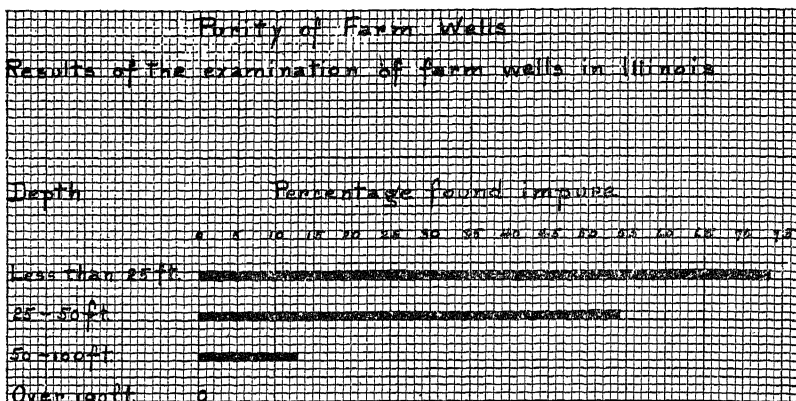 Purity of Farm Wells
Results of the examination of farm wells in Illinois
Depth Percentage found impure
0 5 10 15 20 25 30 35 40 45 50 55 60 65 70 75
Less than 25 ft.
25-50 ft
50-100 ft.
Over 100 ft. 0